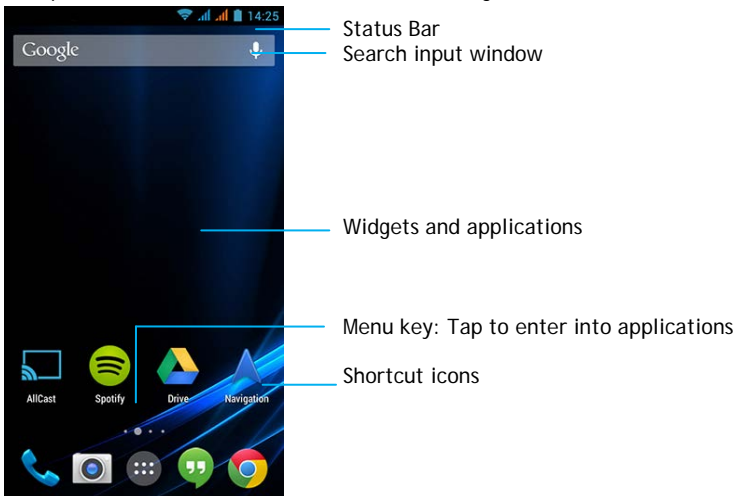 14:25
Status Bar
Google
Search input window
Widgets and applications
Menu key: Tap to enter into applications
Shortcut icons
AllCast Spotify Drive Navigation